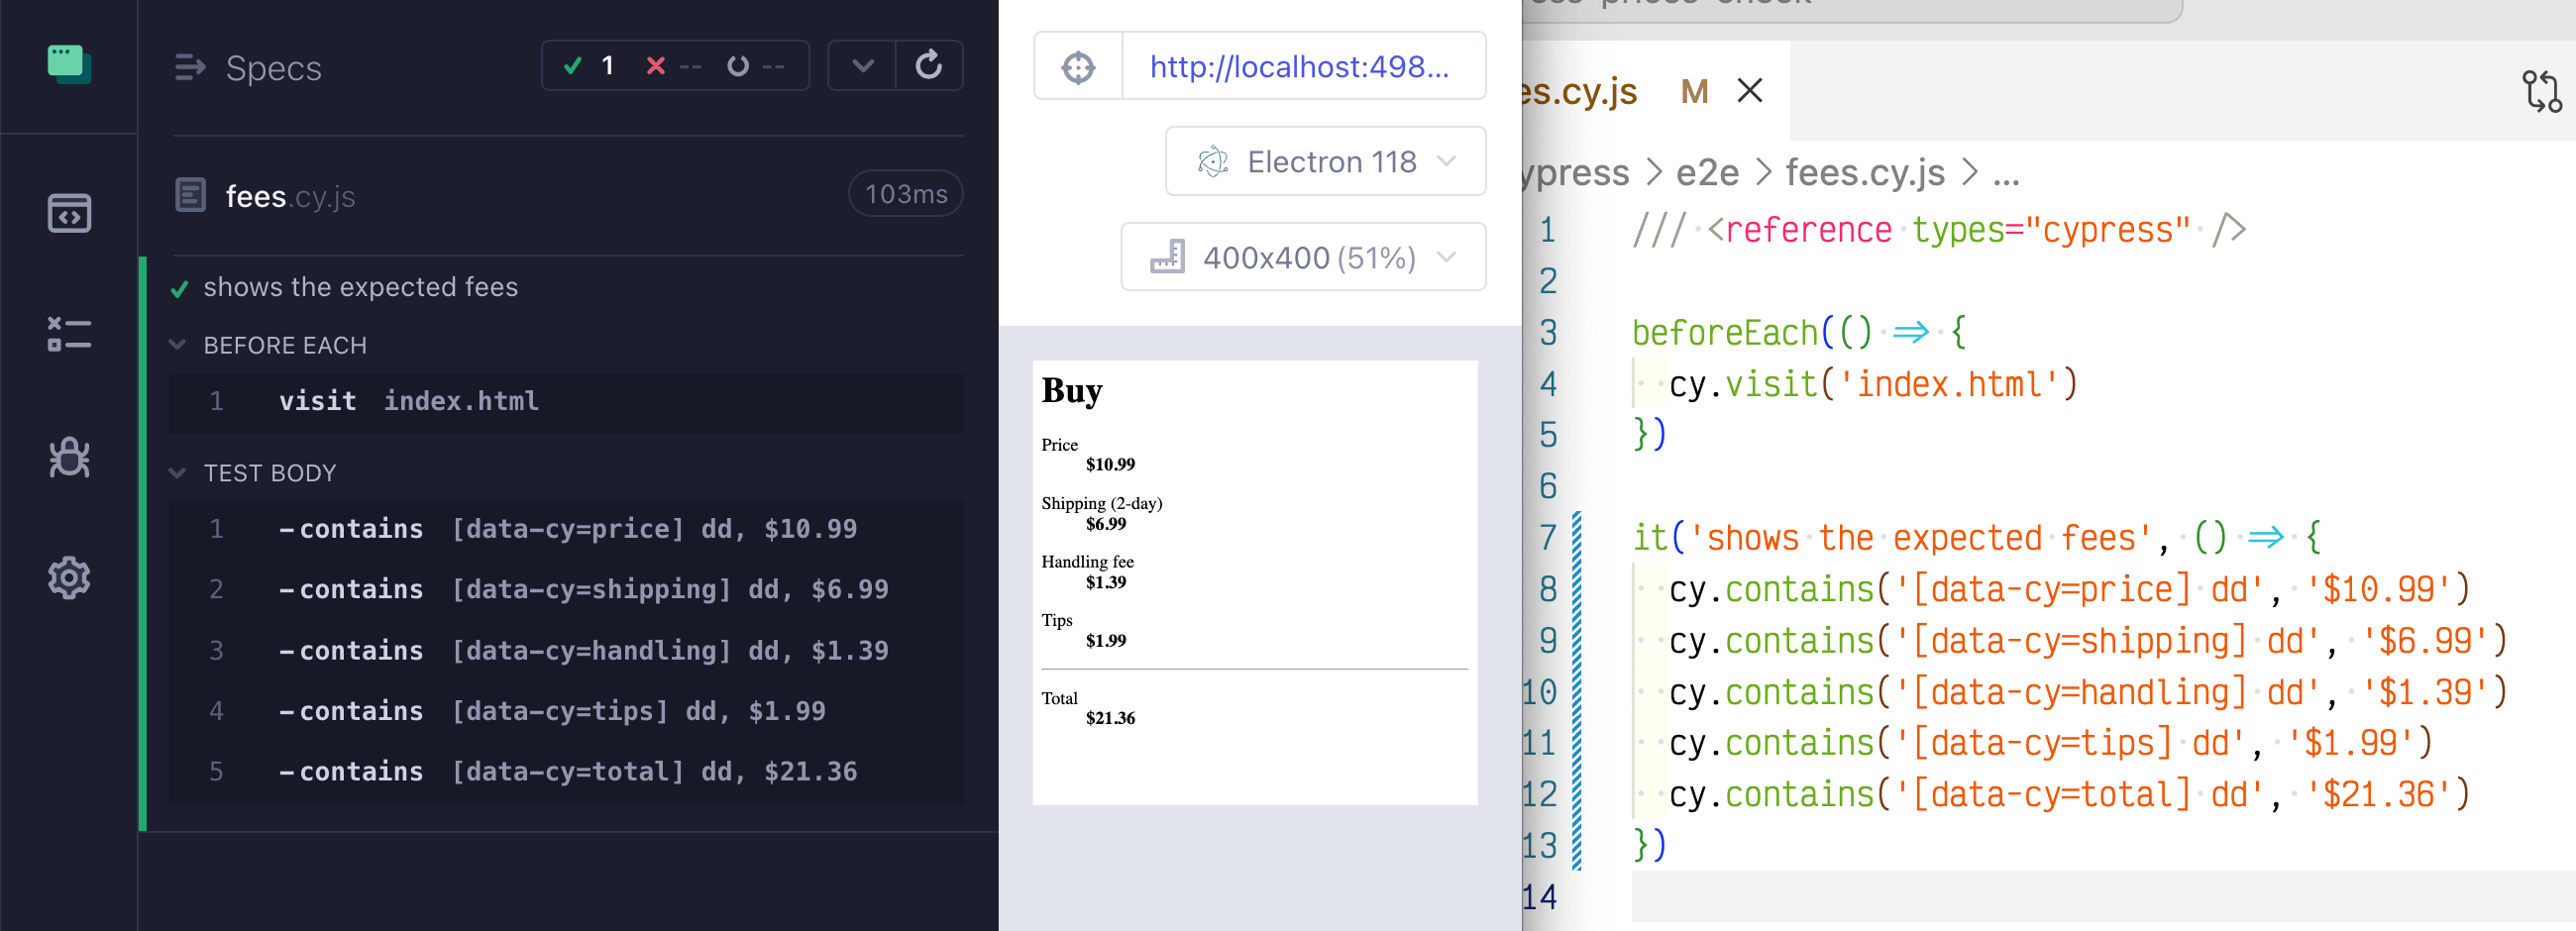 Specs
1 -- --
fees.cy.js
103ms
shows the expected fees
BEFORE EACH
1 visit index.html
TEST BODY
1 -contains [data-cy=price] dd, $10.99
2 -contains [data-cy=shipping] dd, $6.99
3 -contains [data-cy=handling] dd, $1.39
4 -contains [data-cy=tips] dd, $1.99
5 -contains [data-cy=total] dd, $21.36
http://localhost:498...
Electron 118
400x400 (51%)
Buy
Price
$10.99
Shipping (2-day)
$6.99
Handling fee
$1.39
Tips
$1.99
Total
$21.36
es.cy.js M
ypress > e2e > fees.cy.js > ...
1 /// <reference types="cypress" />
2
3 beforeEach(() => {
4 cy.visit('index.html')
5 })
6
7 it('shows the expected fees', () => {
8 cy.contains('[data-cy=price] dd', '$10.99')
9 cy.contains('[data-cy=shipping] dd', '$6.99')
10 cy.contains('[data-cy=handling] dd', '$1.39')
11 cy.contains('[data-cy=tips] dd', '$1.99')
12 cy.contains('[data-cy=total] dd', '$21.36')
13 })
14